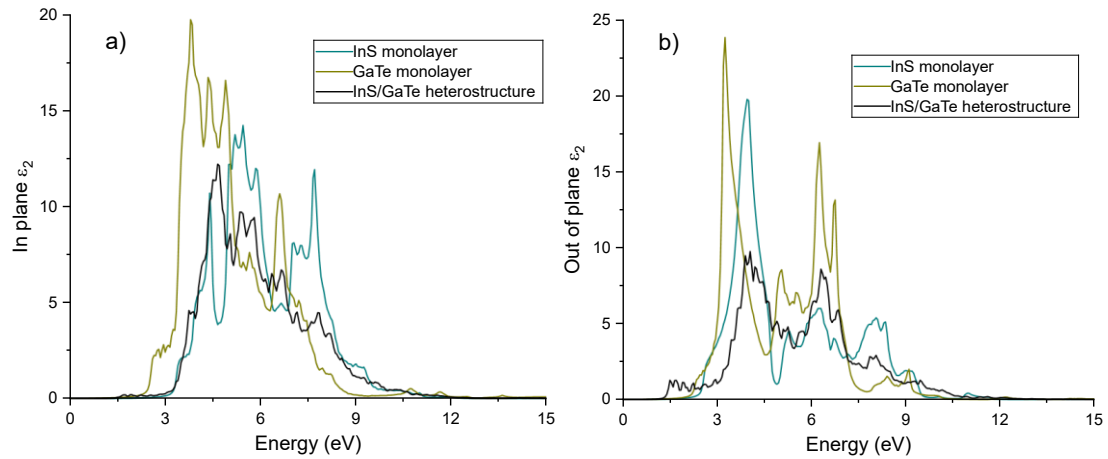 a)
InS monolayer
GaTe monolayer
InS/GaTe heterostructure
In plane ε₂
20
15
10
5
0
0 3 6 9 12 15
Energy (eV)
b)
InS monolayer
GaTe monolayer
InS/GaTe heterostructure
Out of plane ε₂
25
20
15
10
5
0
0 3 6 9 12 15
Energy (eV)